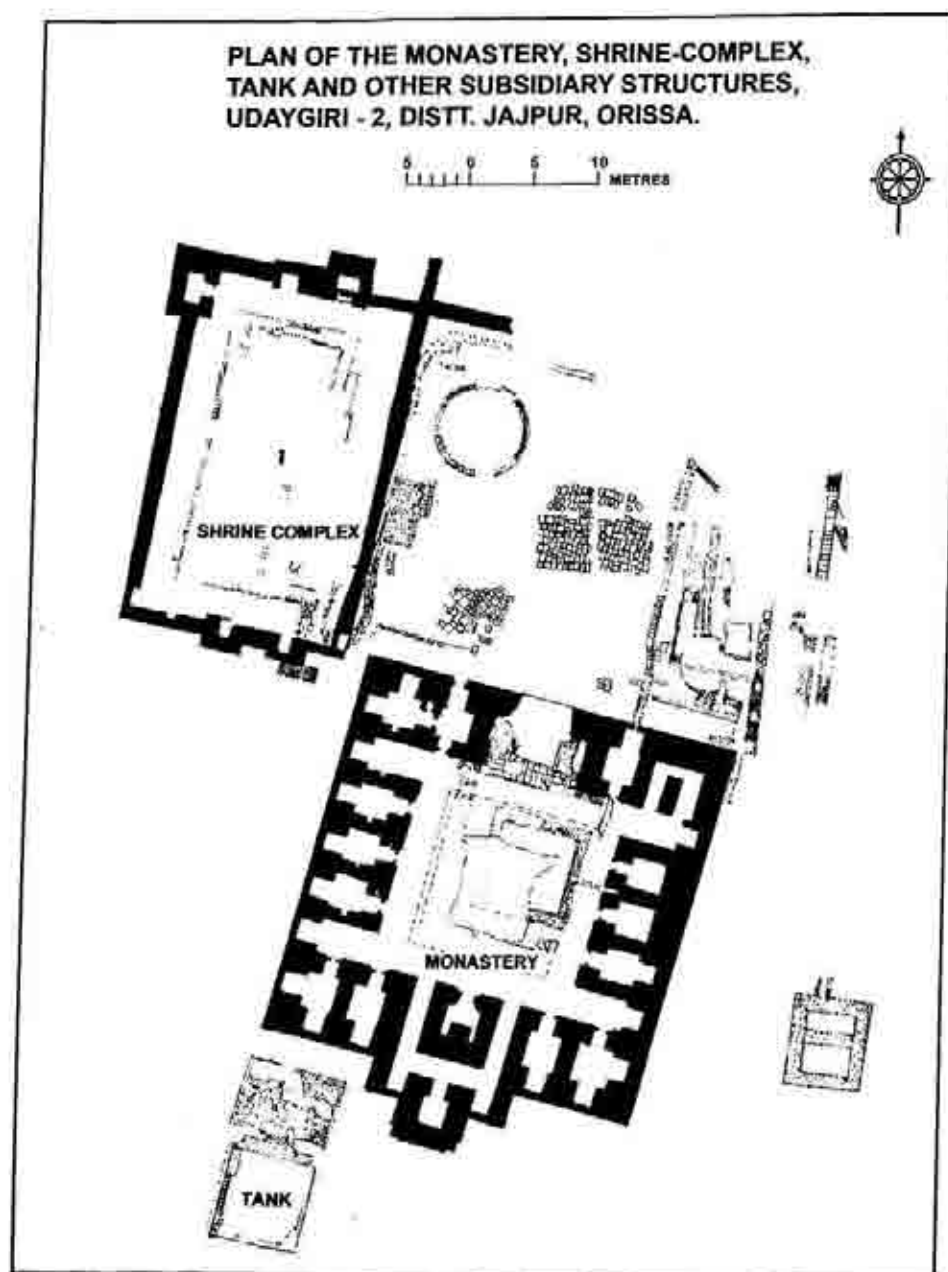 PLAN OF THE MONASTERY, SHRINE-COMPLEX,
TANK AND OTHER SUBSIDIARY STRUCTURES,
UDAYGIRI - 2, DISTT. JAJPUR, ORISSA.
5 0 5 10 METRES
1
SHRINE COMPLEX
MONASTERY
TANK